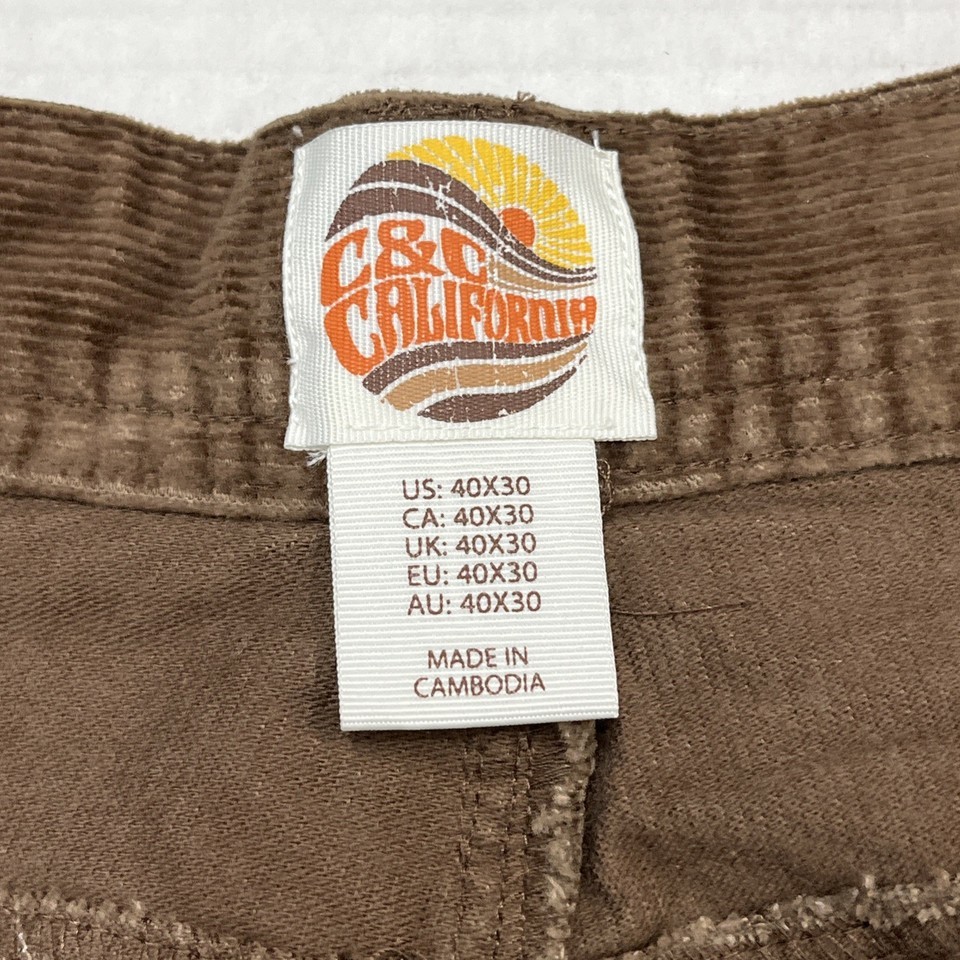 C&C
CALIFORNIA
US: 40X30
CA: 40X30
UK: 40X30
EU: 40X30
AU: 40X30
MADE IN
CAMBODIA